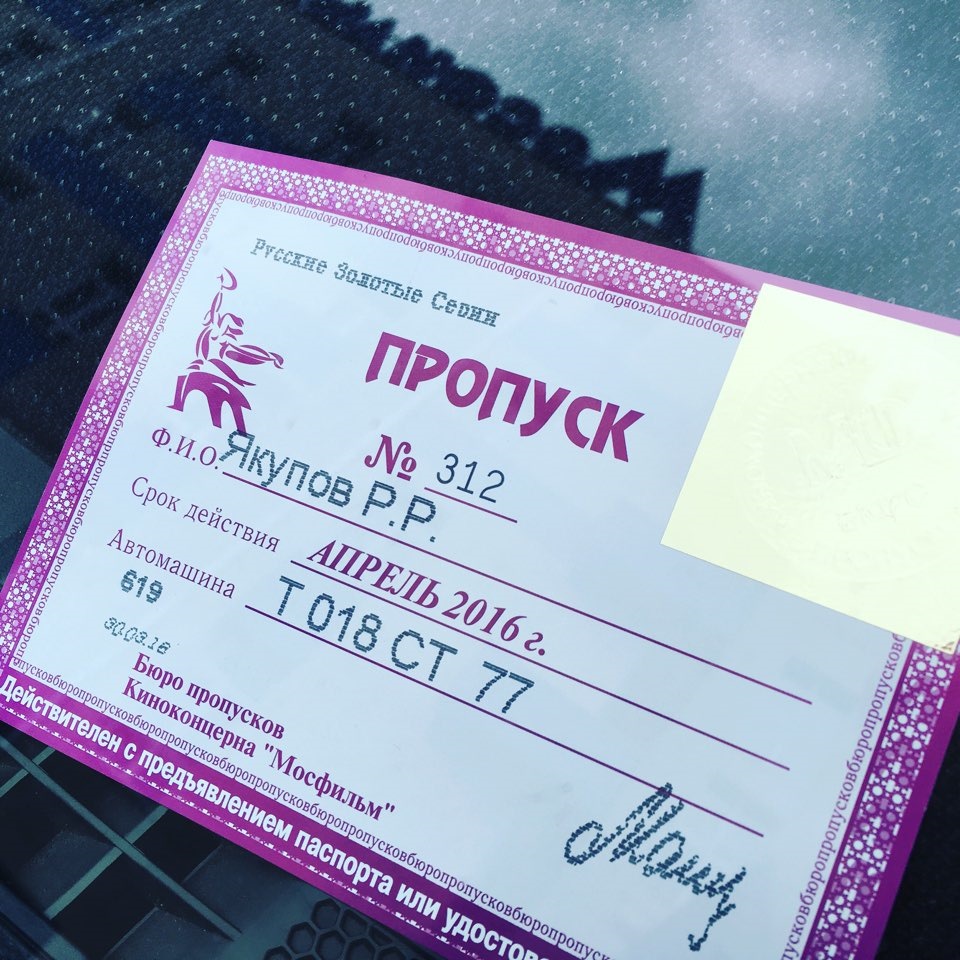 Русские Золотые Серии
ПРОПУСК
№ 312
Ф.И.О. Якупов Р.Р.
Срок действия АПРЕЛЬ 2016 г.
Автомашина Т 018 СТ 77
619
30.03.16
Бюро пропусков
Киноконцерна "Мосфильм"
действителен с предъявлением паспорта или удостов